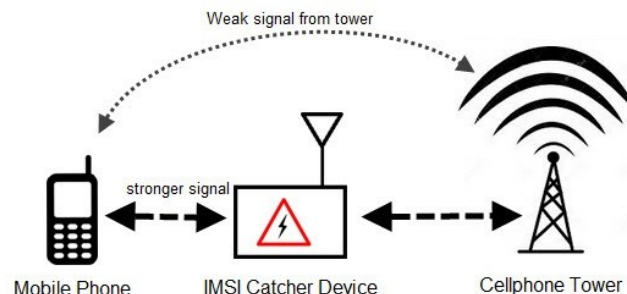 Weak signal from tower
stronger signal
Mobile Phone
IMSI Catcher Device
Cellphone Tower